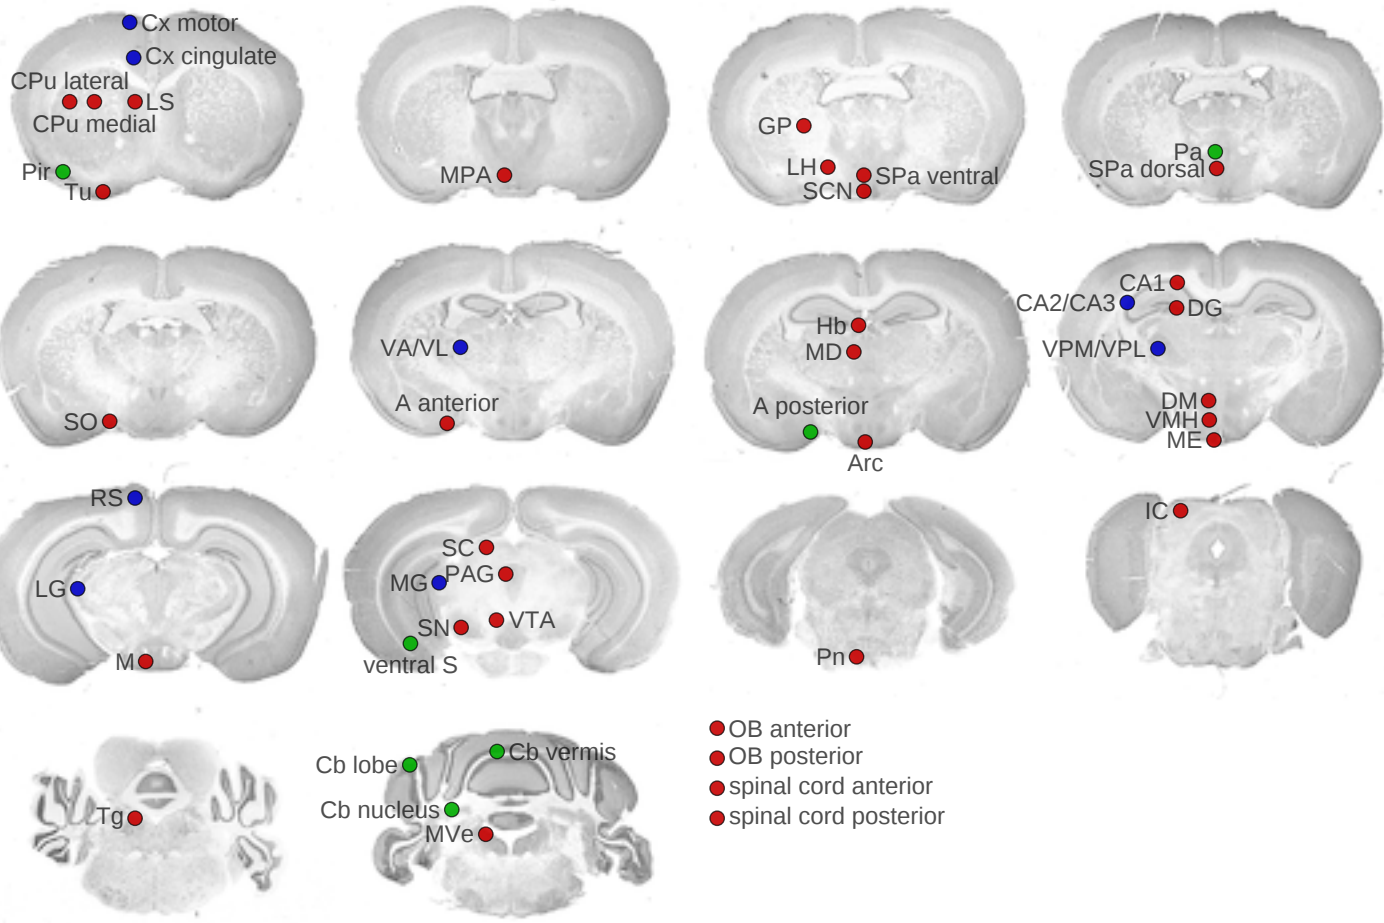 Cx motor
Cx cingulate
CPu lateral
LS
CPu medial
Pir
Tu
MPA
GP
LH
SPa ventral
SCN
Pa
SPa dorsal
SO
VA/VL
A anterior
Hb
MD
A posterior
Arc
CA1
CA2/CA3
DG
VPM/VPL
DM
VMH
ME
RS
LG
M
SC
MG
PAG
SN
VTA
ventral S
Pn
IC
Tg
Cb lobe
Cb vermis
Cb nucleus
MVe
OB anterior
OB posterior
spinal cord anterior
spinal cord posterior